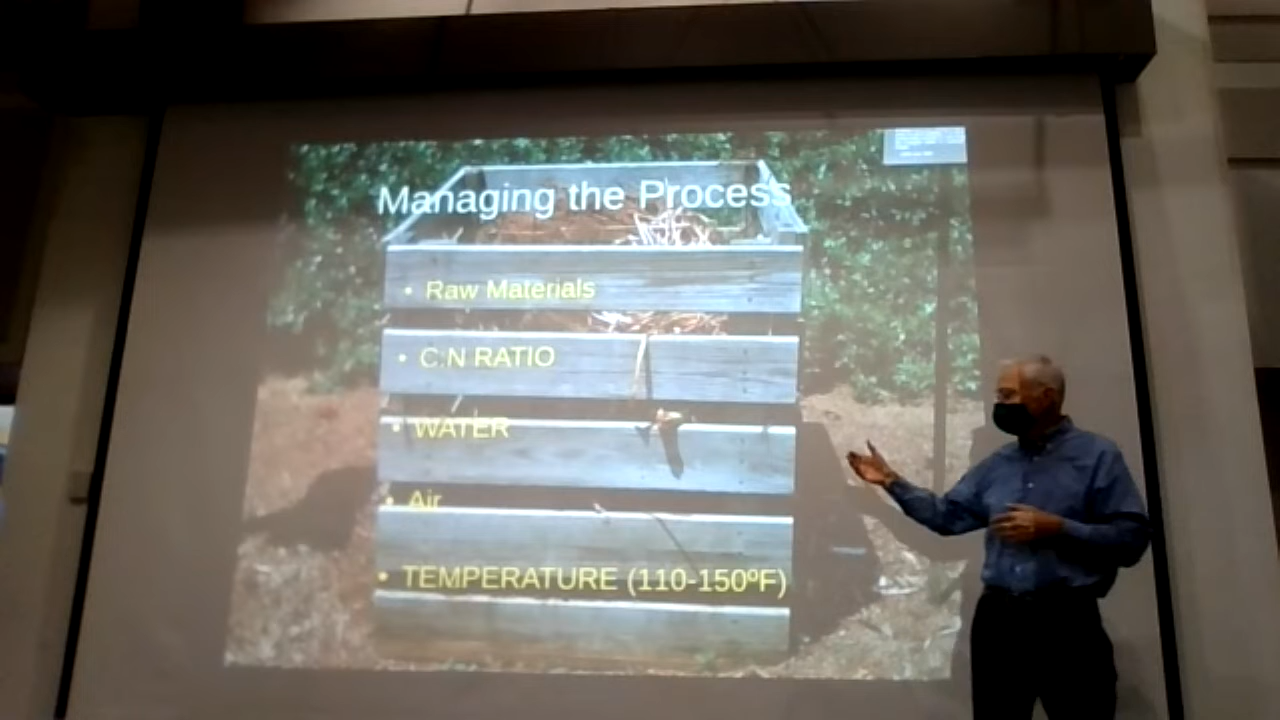 Managing the Process
• Raw Materials
• C:N RATIO
• WATER
• Air
• TEMPERATURE (110-150ºF)